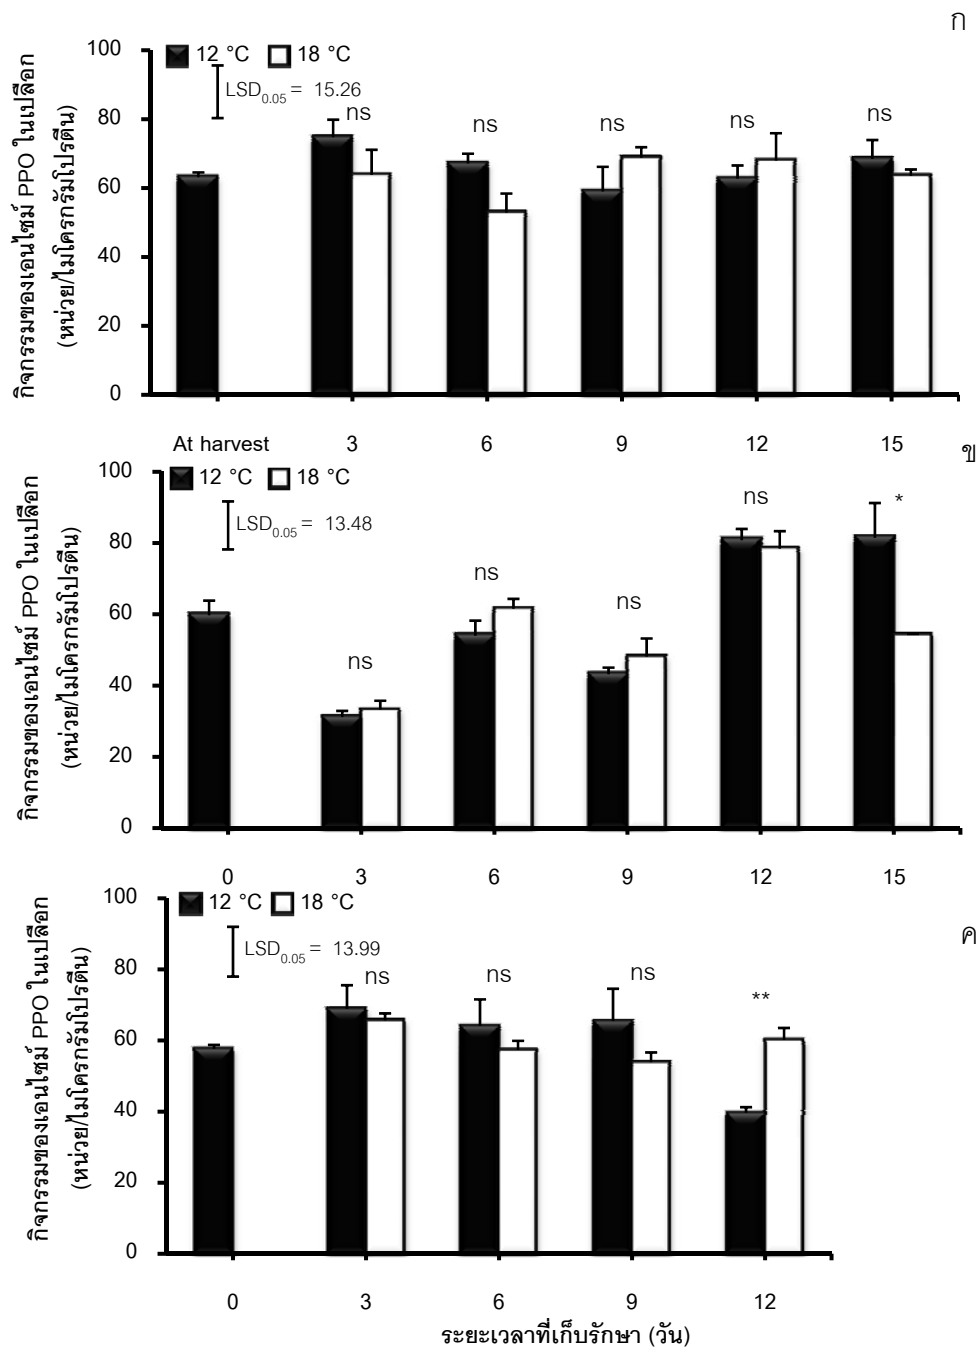 ก
100
80
60
40
20
0
กิจกรรมของเอนไซม์ PPO ในเปลือก
(หน่วย/ไมโครกรัมโปรตีน)
12 °C 18 °C
LSD0.05 = 15.26
ns ns ns ns ns
At harvest 3 6 9 12 15
ข
100
80
60
40
20
0
กิจกรรมของเอนไซม์ PPO ในเปลือก
(หน่วย/ไมโครกรัมโปรตีน)
12 °C 18 °C
LSD0.05 = 13.48
ns ns ns ns *
0 3 6 9 12 15
ค
100
80
60
40
20
0
กิจกรรมของเอนไซม์ PPO ในเปลือก
(หน่วย/ไมโครกรัมโปรตีน)
12 °C 18 °C
LSD0.05 = 13.99
ns ns ns **
0 3 6 9 12
ระยะเวลาที่เก็บรักษา (วัน)